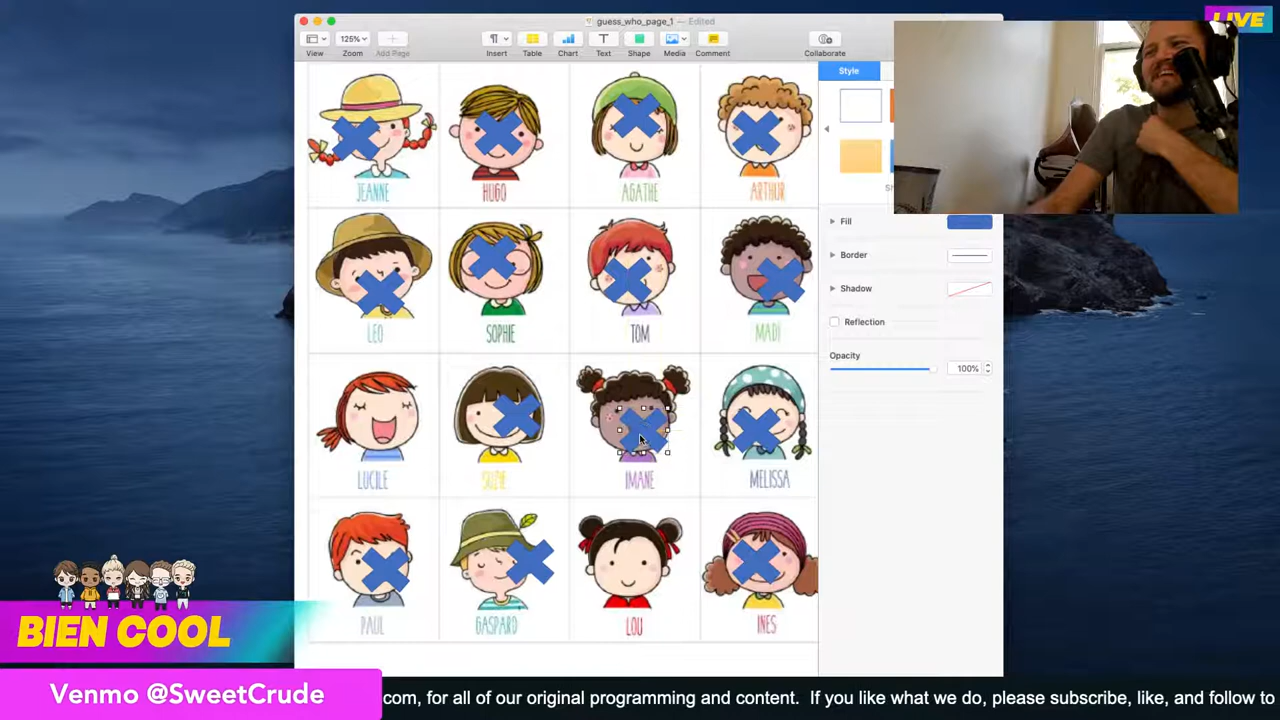 guess_who_page_1 — Edited
LIVE
125%
View Zoom Add Page Insert Table Chart Text Shape Media Comment Collaborate
Style
JEANNE HUGO AGATHE ARTHUR
Fill
Border
LEO SOPHIE TOM MADI
Shadow
Reflection
Opacity
100%
LUCILE SUZIE IMANE MELISSA
PAUL GASPARD LOU INES
BIEN COOL
Venmo @SweetCrude
com, for all of our original programming and content. If you like what we do, please subscribe, like, and follow to